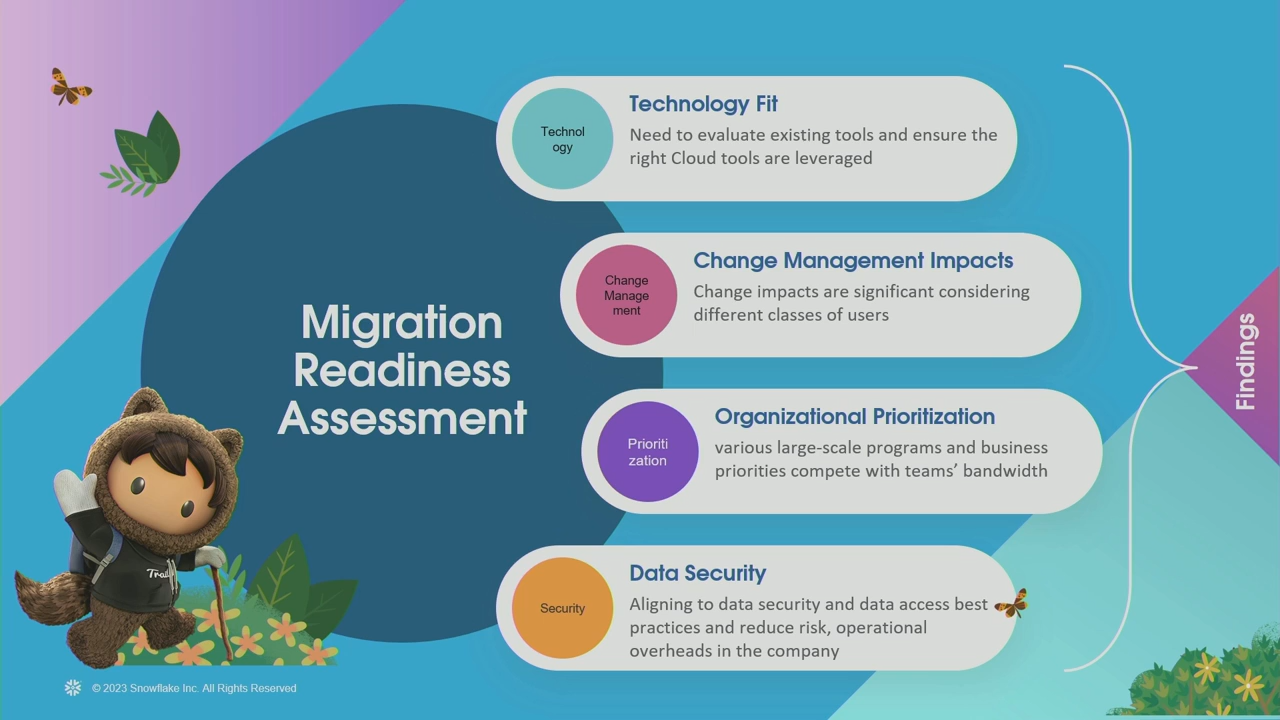 Migration
Readiness
Assessment
Technol
ogy
Technology Fit
Need to evaluate existing tools and ensure the
right Cloud tools are leveraged
Change
Manage
ment
Change Management Impacts
Change impacts are significant considering
different classes of users
Prioriti
zation
Organizational Prioritization
various large-scale programs and business
priorities compete with teams’ bandwidth
Security
Data Security
Aligning to data security and data access best
practices and reduce risk, operational
overheads in the company
Findings
© 2023 Snowflake Inc. All Rights Reserved